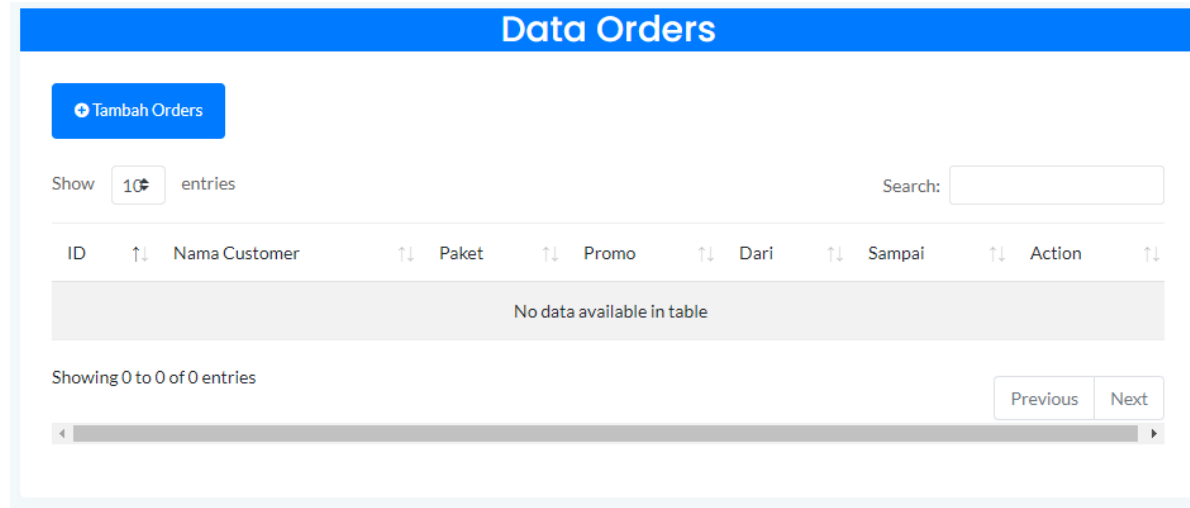 Data Orders
Tambah Orders
Show 10 entries Search:
ID Nama Customer Paket Promo Dari Sampai Action
No data available in table
Showing 0 to 0 of 0 entries
Previous Next